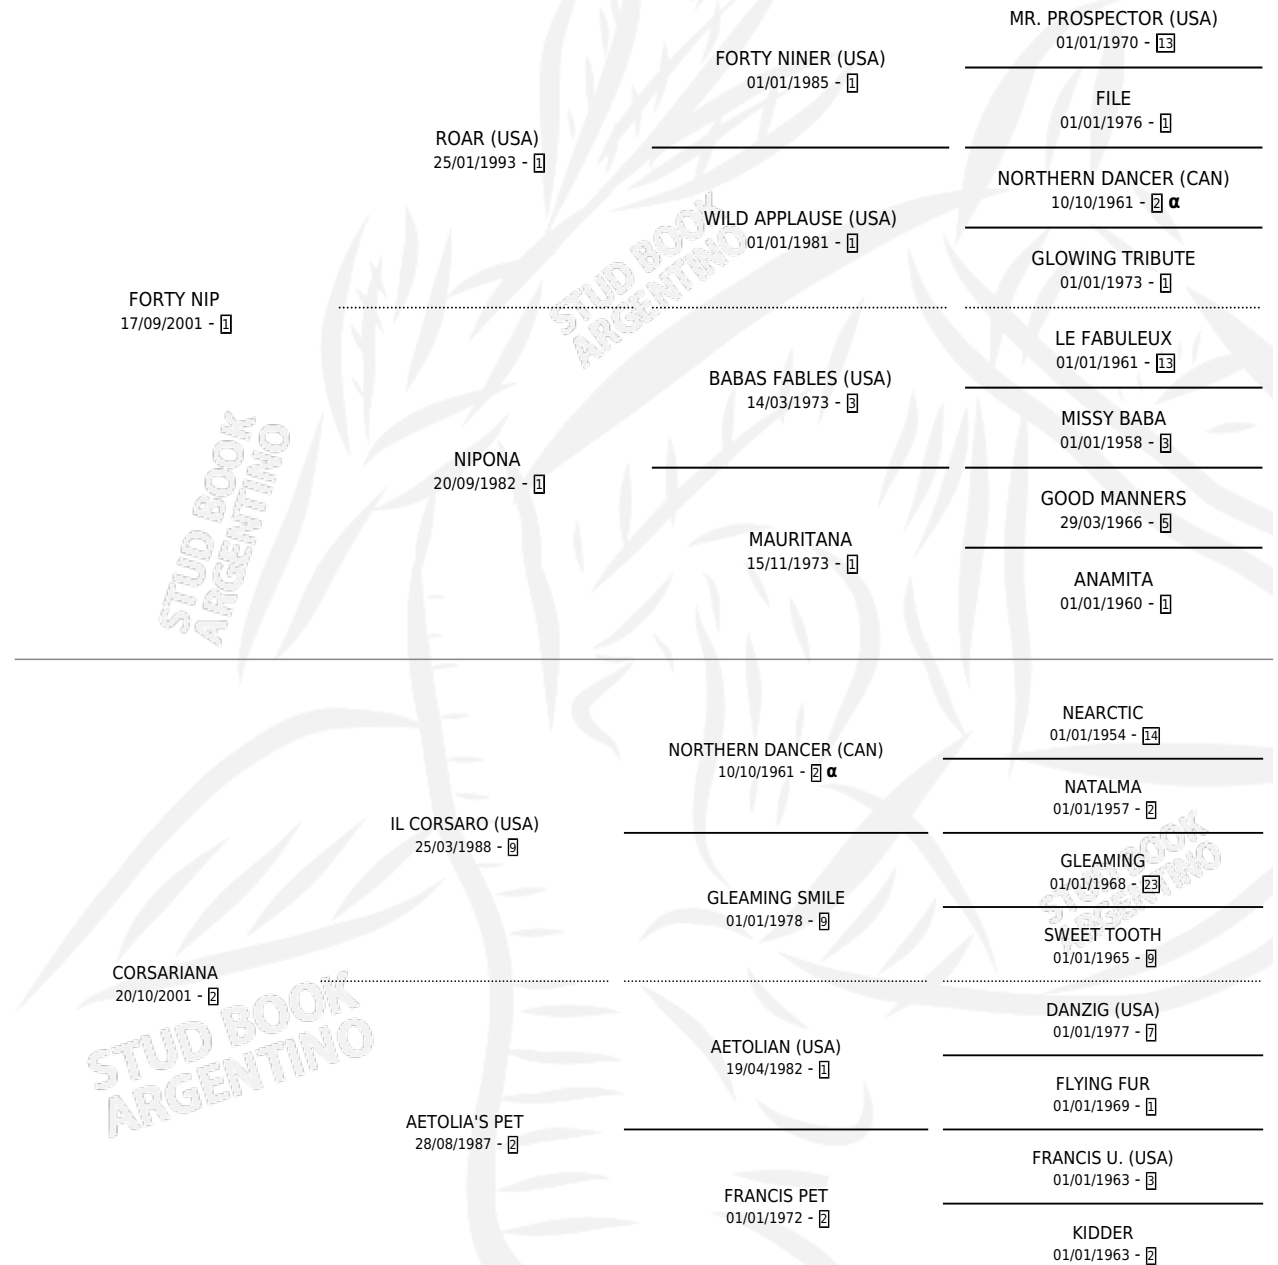 MR. PROSPECTOR (USA)
01/01/1970 - 13
FORTY NINER (USA)
01/01/1985 - 1
FILE
01/01/1976 - 1
ROAR (USA)
25/01/1993 - 1
NORTHERN DANCER (CAN)
10/10/1961 - 2 α
WILD APPLAUSE (USA)
01/01/1981 - 1
GLOWING TRIBUTE
01/01/1973 - 1
FORTY NIP
17/09/2001 - 1
LE FABULEUX
01/01/1961 - 13
BABAS FABLES (USA)
14/03/1973 - 3
MISSY BABA
01/01/1958 - 3
NIPONA
20/09/1982 - 1
GOOD MANNERS
29/03/1966 - 5
MAURITANA
15/11/1973 - 1
ANAMITA
01/01/1960 - 1
NEARCTIC
01/01/1954 - 14
NORTHERN DANCER (CAN)
10/10/1961 - 2 α
NATALMA
01/01/1957 - 2
IL CORSARO (USA)
25/03/1988 - 9
GLEAMING
01/01/1968 - 23
GLEAMING SMILE
01/01/1978 - 9
SWEET TOOTH
01/01/1965 - 9
CORSARIANA
20/10/2001 - 2
DANZIG (USA)
01/01/1977 - 7
AETOLIAN (USA)
19/04/1982 - 1
FLYING FUR
01/01/1969 - 1
AETOLIA'S PET
28/08/1987 - 2
FRANCIS U. (USA)
01/01/1963 - 3
FRANCIS PET
01/01/1972 - 2
KIDDER
01/01/1963 - 2
STUD BOOK
ARGENTINO
STUD BOOK
ARGENTINO
STUD BOOK
ARGENTINO
STUD BOOK
ARGENTINO